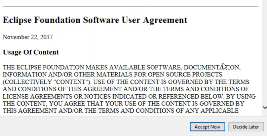 Eclipse Foundation Software User Agreement
November 22, 2017
Usage Of Content
THE ECLIPSE FOUNDATION MAKES AVAILABLE SOFTWARE, DOCUMENTATION,
INFORMATION AND/OR OTHER MATERIALS FOR OPEN SOURCE PROJECTS
(COLLECTIVELY "CONTENT"). USE OF THE CONTENT IS GOVERNED BY THE
TERMS AND CONDITIONS OF THIS AGREEMENT AND/OR THE TERMS AND CONDITIONS OF
LICENSE AGREEMENTS OR NOTICES INDICATED OR REFERENCED BELOW. BY USING
THE CONTENT, YOU AGREE THAT YOUR USE OF THE CONTENT IS GOVERNED BY
THIS AGREEMENT AND/OR THE TERMS AND CONDITIONS OF ANY APPLICABLE
Accept Now
Decide Later